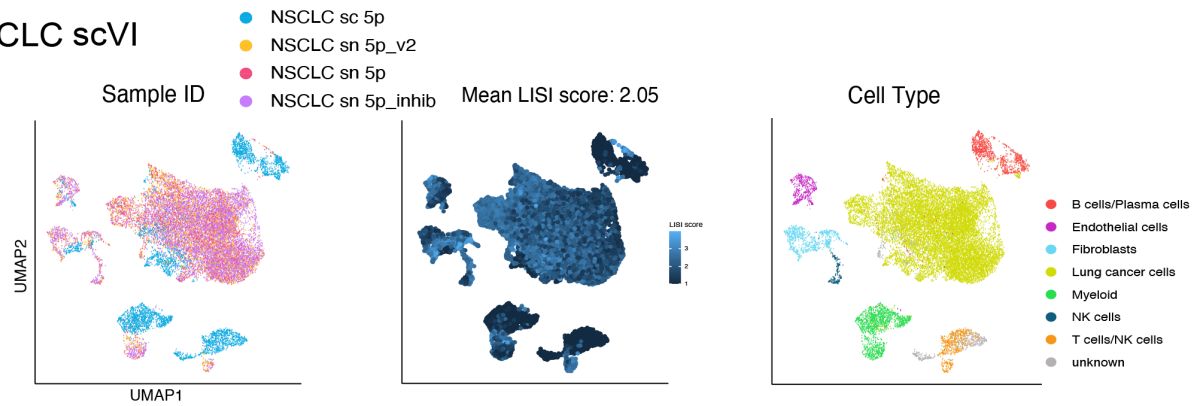 CLC scVI
NSCLC sc 5p
NSCLC sn 5p_v2
NSCLC sn 5p
NSCLC sn 5p_inhib
Sample ID
Mean LISI score: 2.05
Cell Type
UMAP2
UMAP1
LISI score
3
2
1
B cells/Plasma cells
Endothelial cells
Fibroblasts
Lung cancer cells
Myeloid
NK cells
T cells/NK cells
unknown